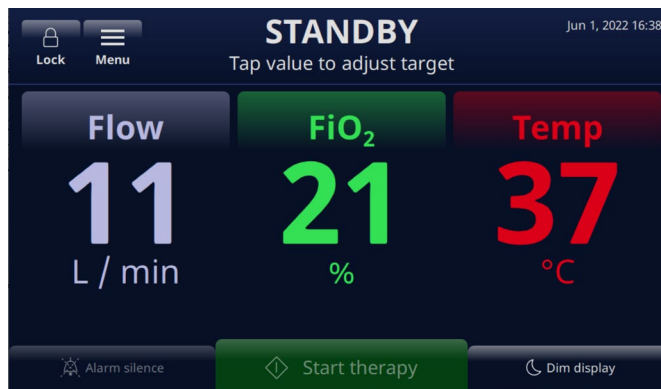 STANDBY
Jun 1, 2022 16:38
Lock
Menu
Tap value to adjust target
Flow
FiO₂
Temp
11
21
37
L / min
%
°C
Alarm silence
Start therapy
Dim display